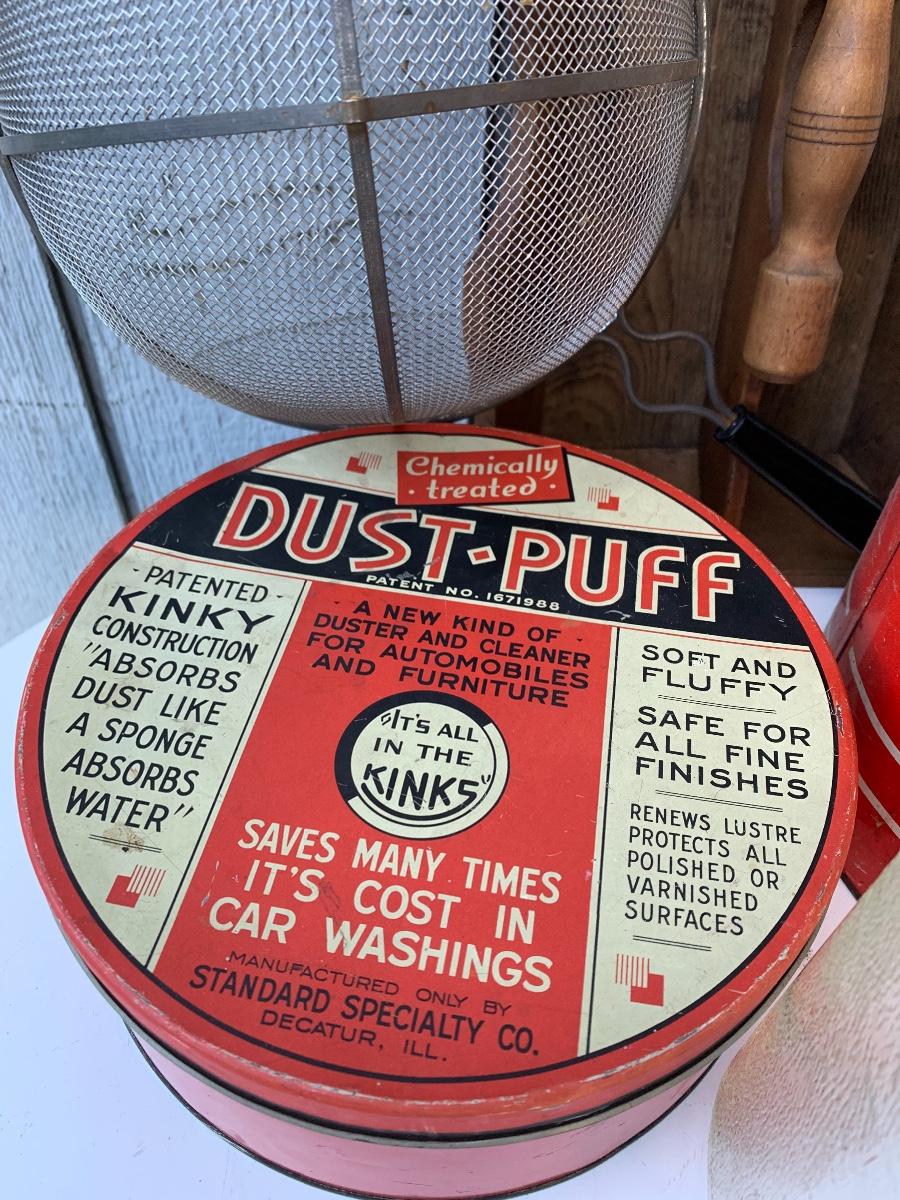 Chemically
· treated ·
DUST·PUFF
PATENT NO. 1671988
· PATENTED ·
KINKY
CONSTRUCTION
"ABSORBS
DUST LIKE
A SPONGE
ABSORBS
WATER"
· A NEW KIND OF ·
DUSTER AND CLEANER
FOR AUTOMOBILES
AND FURNITURE
"IT'S ALL
IN THE
KINKS"
SAVES MANY TIMES
IT'S COST IN
CAR WASHINGS
MANUFACTURED ONLY BY
STANDARD SPECIALTY CO.
DECATUR, ILL.
SOFT AND
FLUFFY
SAFE FOR
ALL FINE
FINISHES
RENEWS LUSTRE
PROTECTS ALL
POLISHED OR
VARNISHED
SURFACES